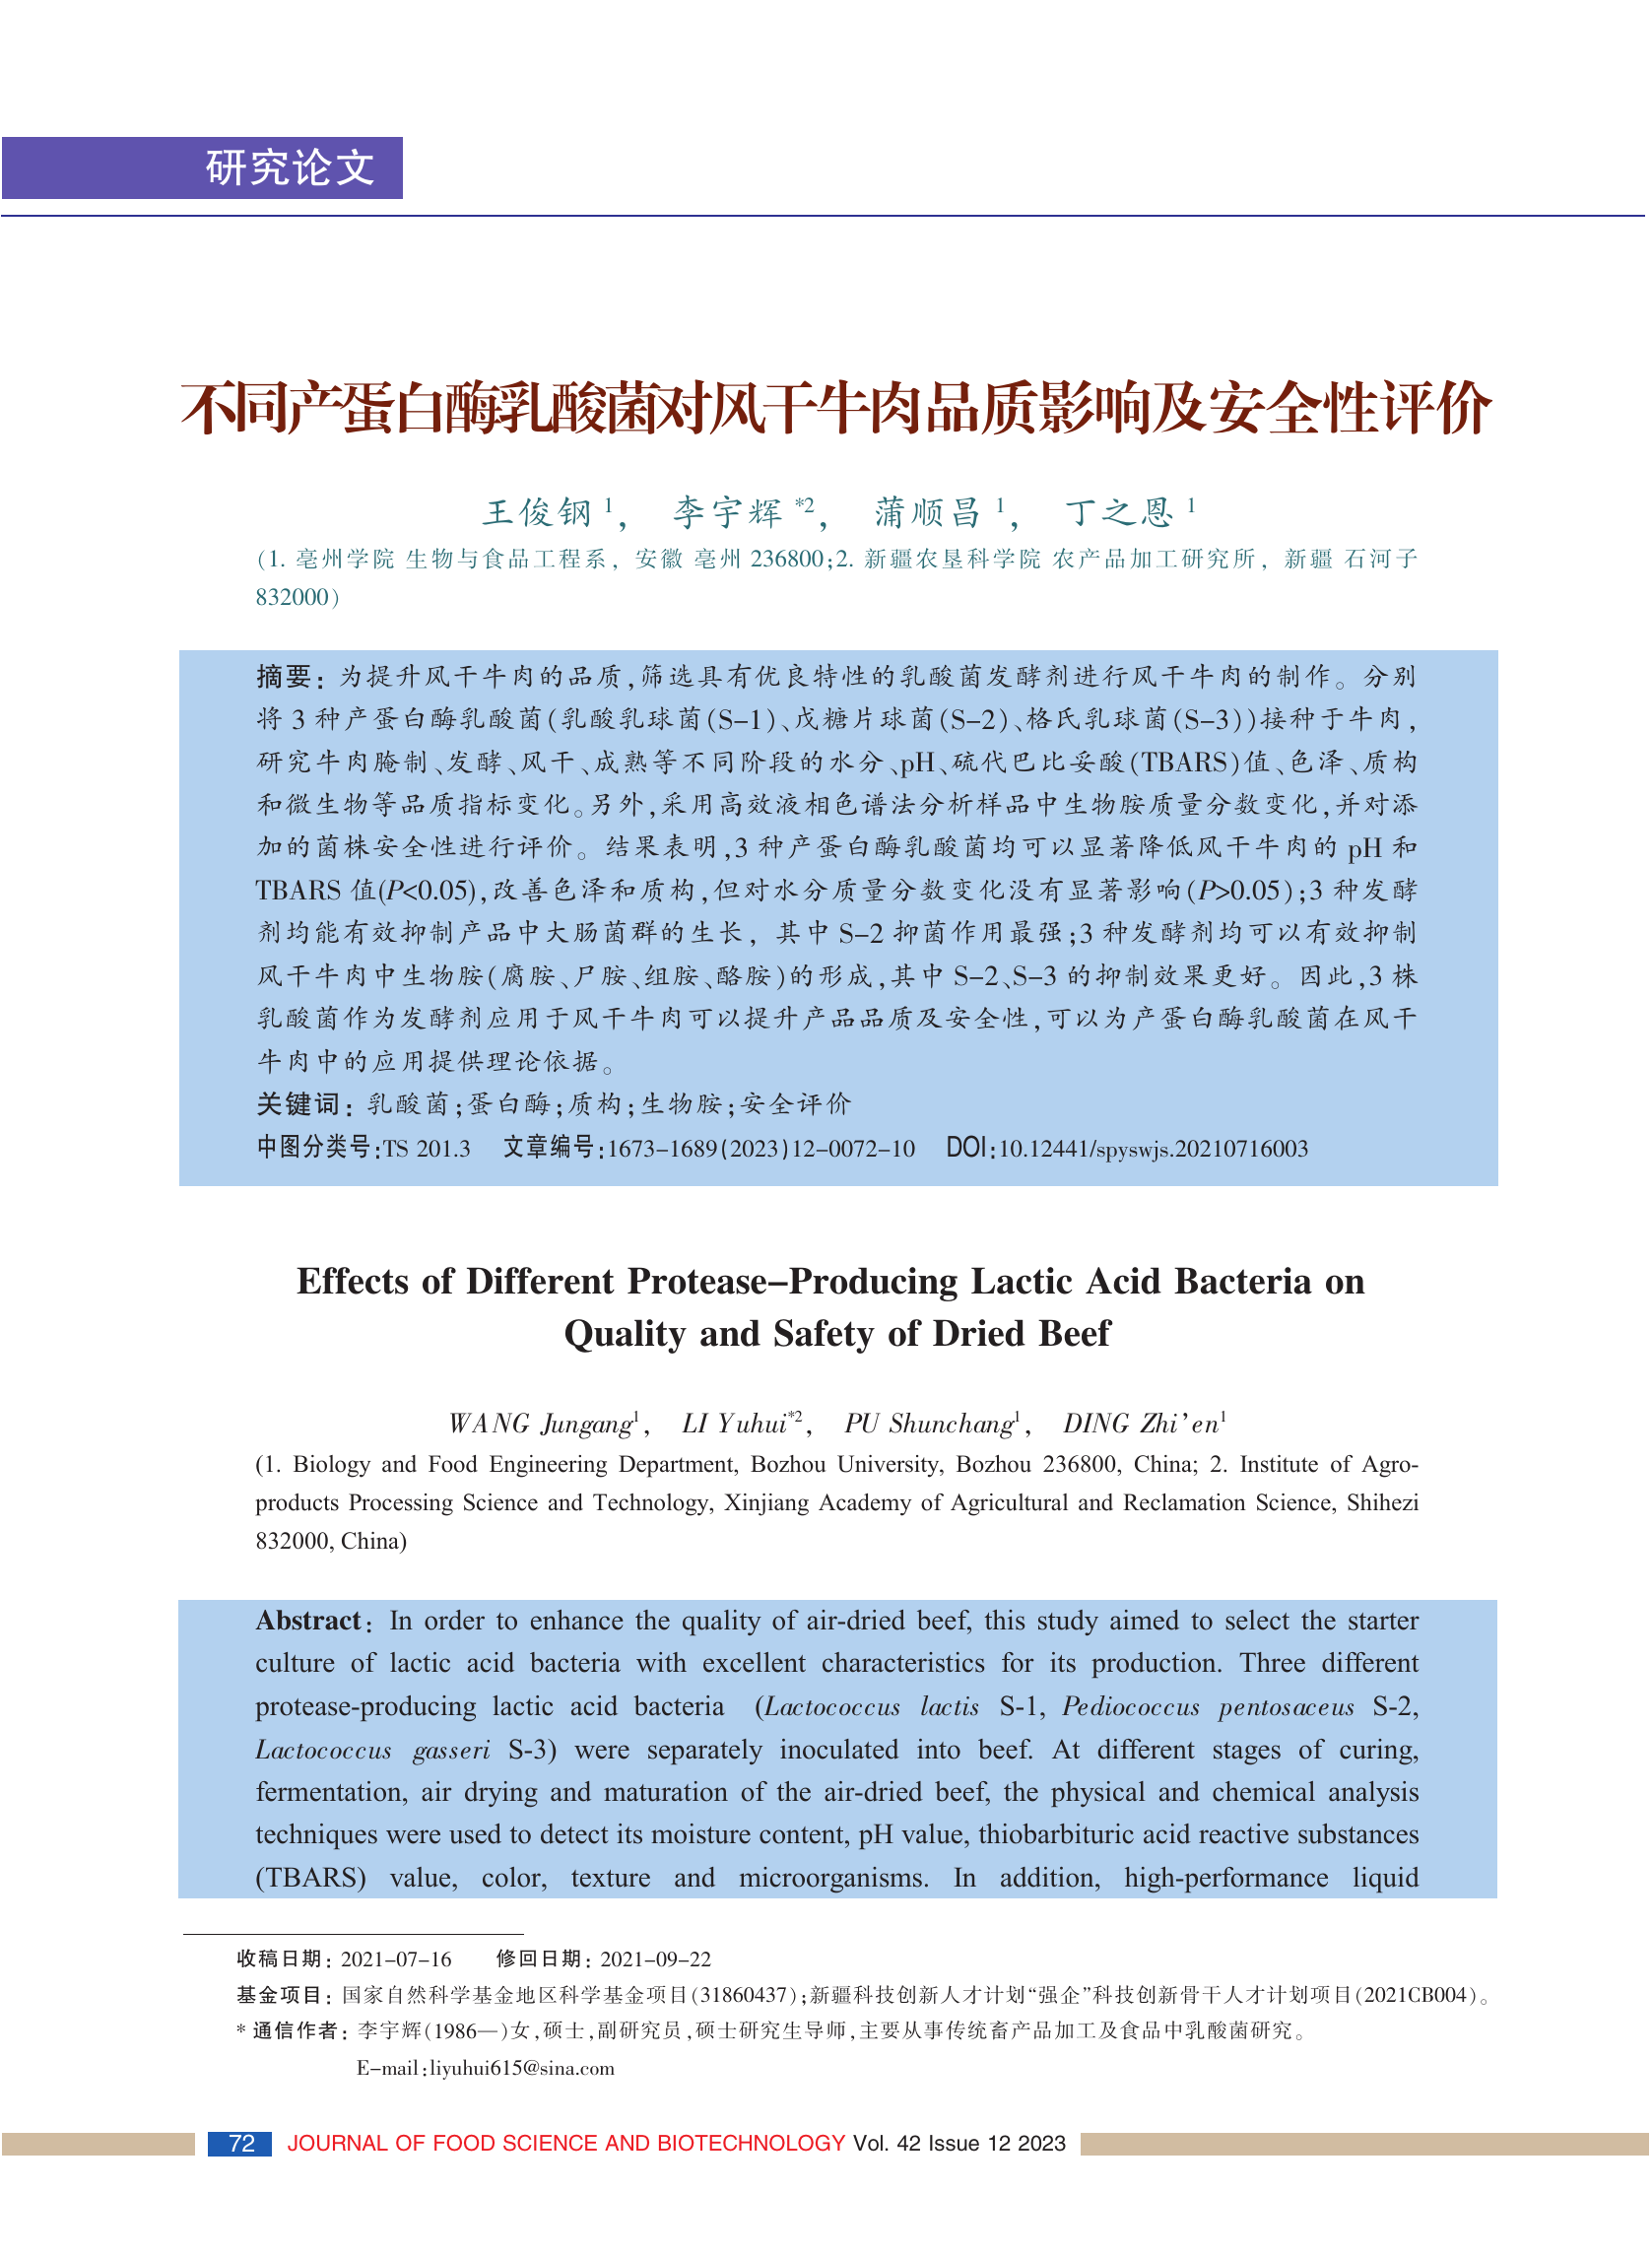 研究论文
不同产蛋白酶乳酸菌对风干牛肉品质影响及安全性评价
王俊钢 1， 李宇辉 *2， 蒲顺昌 1， 丁之恩 1
(1. 亳州学院 生物与食品工程系，安徽 亳州 236800;2. 新疆农垦科学院 农产品加工研究所，新疆 石河子
832000)
摘要：为提升风干牛肉的品质,筛选具有优良特性的乳酸菌发酵剂进行风干牛肉的制作。分别
将 3 种产蛋白酶乳酸菌(乳酸乳球菌(S-1)、戊糖片球菌(S-2)、格氏乳球菌(S-3))接种于牛肉,
研究牛肉腌制、发酵、风干、成熟等不同阶段的水分、pH、硫代巴比妥酸(TBARS)值、色泽、质构
和微生物等品质指标变化。另外,采用高效液相色谱法分析样品中生物胺质量分数变化,并对添
加的菌株安全性进行评价。结果表明,3 种产蛋白酶乳酸菌均可以显著降低风干牛肉的 pH 和
TBARS 值(P<0.05),改善色泽和质构,但对水分质量分数变化没有显著影响(P>0.05);3 种发酵
剂均能有效抑制产品中大肠菌群的生长，其中 S-2 抑菌作用最强;3 种发酵剂均可以有效抑制
风干牛肉中生物胺(腐胺、尸胺、组胺、酪胺)的形成,其中 S-2、S-3 的抑制效果更好。因此,3 株
乳酸菌作为发酵剂应用于风干牛肉可以提升产品品质及安全性,可以为产蛋白酶乳酸菌在风干
牛肉中的应用提供理论依据。
关键词：乳酸菌;蛋白酶;质构;生物胺;安全评价
中图分类号:TS 201.3 文章编号:1673-1689(2023)12-0072-10 DOI:10.12441/spyswjs.20210716003
Effects of Different Protease-Producing Lactic Acid Bacteria on
Quality and Safety of Dried Beef
WANG Jungang1, LI Yuhui*2, PU Shunchang1, DING Zhi'en1
(1. Biology and Food Engineering Department, Bozhou University, Bozhou 236800, China; 2. Institute of Agro-
products Processing Science and Technology, Xinjiang Academy of Agricultural and Reclamation Science, Shihezi
832000, China)
Abstract： In order to enhance the quality of air-dried beef, this study aimed to select the starter
culture of lactic acid bacteria with excellent characteristics for its production. Three different
protease-producing lactic acid bacteria (Lactococcus lactis S-1, Pediococcus pentosaceus S-2,
Lactococcus gasseri S-3) were separately inoculated into beef. At different stages of curing,
fermentation, air drying and maturation of the air-dried beef, the physical and chemical analysis
techniques were used to detect its moisture content, pH value, thiobarbituric acid reactive substances
(TBARS) value, color, texture and microorganisms. In addition, high-performance liquid
收稿日期：2021-07-16 修回日期：2021-09-22
基金项目：国家自然科学基金地区科学基金项目(31860437);新疆科技创新人才计划“强企”科技创新骨干人才计划项目(2021CB004)。
* 通信作者：李宇辉(1986—)女,硕士,副研究员,硕士研究生导师,主要从事传统畜产品加工及食品中乳酸菌研究。
E-mail:liyuhui615@sina.com
72 JOURNAL OF FOOD SCIENCE AND BIOTECHNOLOGY Vol. 42 Issue 12 2023